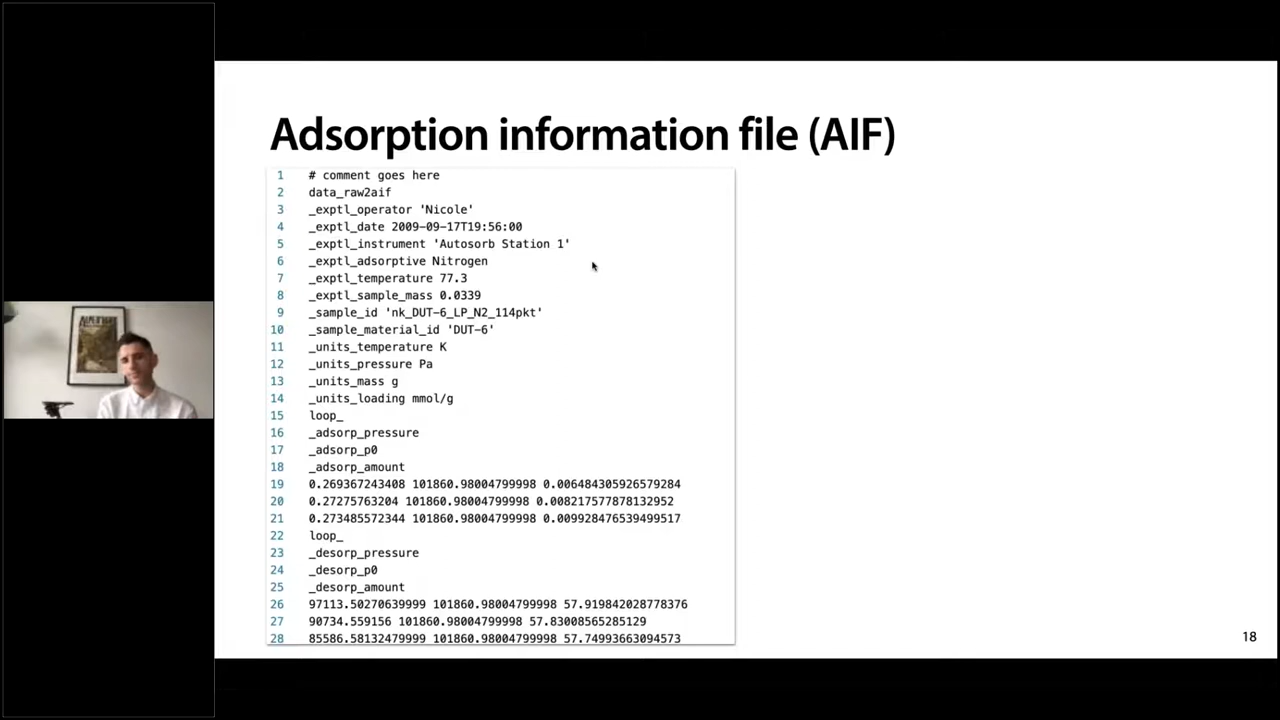 Adsorption information file (AIF)
1 # comment goes here
2 data_raw2aif
3 _exptl_operator 'Nicole'
4 _exptl_date 2009-09-17T19:56:00
5 _exptl_instrument 'Autosorb Station 1'
6 _exptl_adsorptive Nitrogen
7 _exptl_temperature 77.3
8 _exptl_sample_mass 0.0339
9 _sample_id 'nk_DUT-6_LP_N2_114pkt'
10 _sample_material_id 'DUT-6'
11 _units_temperature K
12 _units_pressure Pa
13 _units_mass g
14 _units_loading mmol/g
15 loop_
16 _adsorp_pressure
17 _adsorp_p0
18 _adsorp_amount
19 0.269367243408 101860.98004799998 0.006484305926579284
20 0.27275763204 101860.98004799998 0.008217577878132952
21 0.273485572344 101860.98004799998 0.009928476539499517
22 loop_
23 _desorp_pressure
24 _desorp_p0
25 _desorp_amount
26 97113.50270639999 101860.98004799998 57.919842028778376
27 90734.559156 101860.98004799998 57.83008565285129
28 85586.58132479999 101860.98004799998 57.74993663094573
18